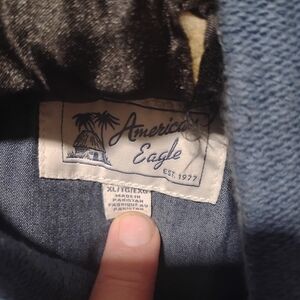 American
Eagle
EST. 1977
XL/TG/EXG
MADE IN
PAKISTAN
FABRIQUÉ AU
PAKISTAN